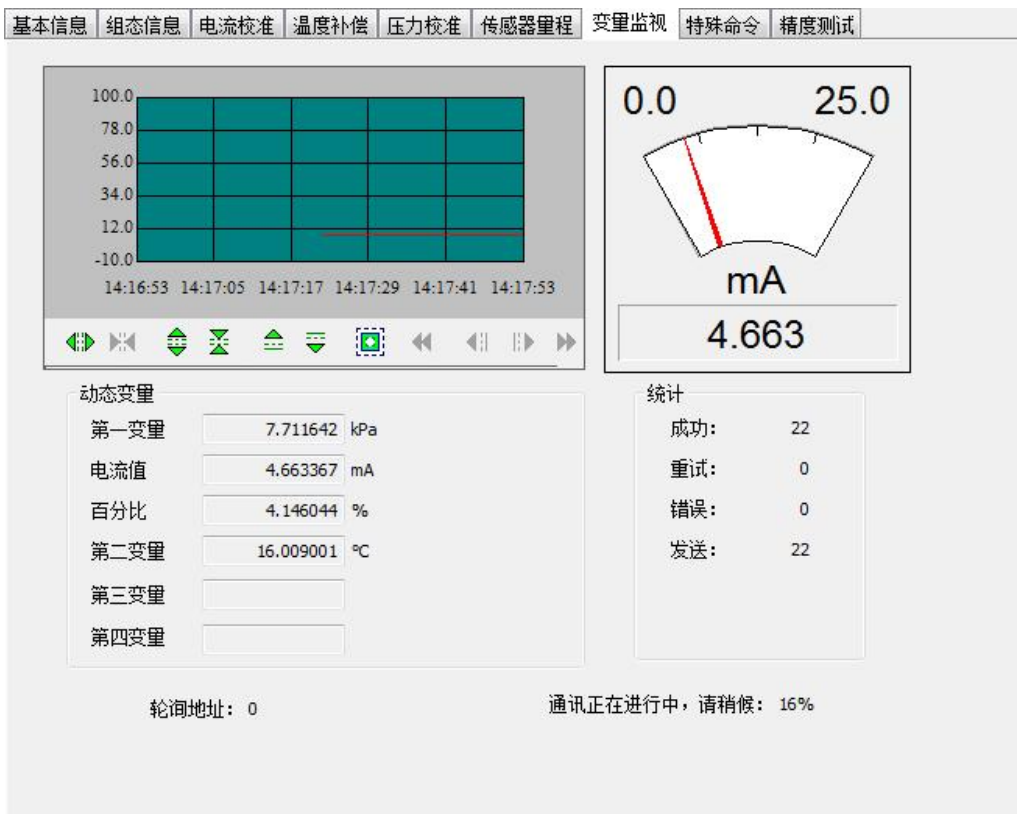 基本信息 组态信息 电流校准 温度补偿 压力校准 传感器量程 变量监视 特殊命令 精度测试
100.0
78.0
56.0
34.0
12.0
-10.0
14:16:53 14:17:05 14:17:17 14:17:29 14:17:41 14:17:53
0.0 25.0
mA
4.663
动态变量
第一变量 7.711642 kPa
电流值 4.663367 mA
百分比 4.146044 %
第二变量 16.009001 ℃
第三变量
第四变量
统计
成功: 22
重试: 0
错误: 0
发送: 22
轮询地址: 0
通讯正在进行中，请稍候: 16%